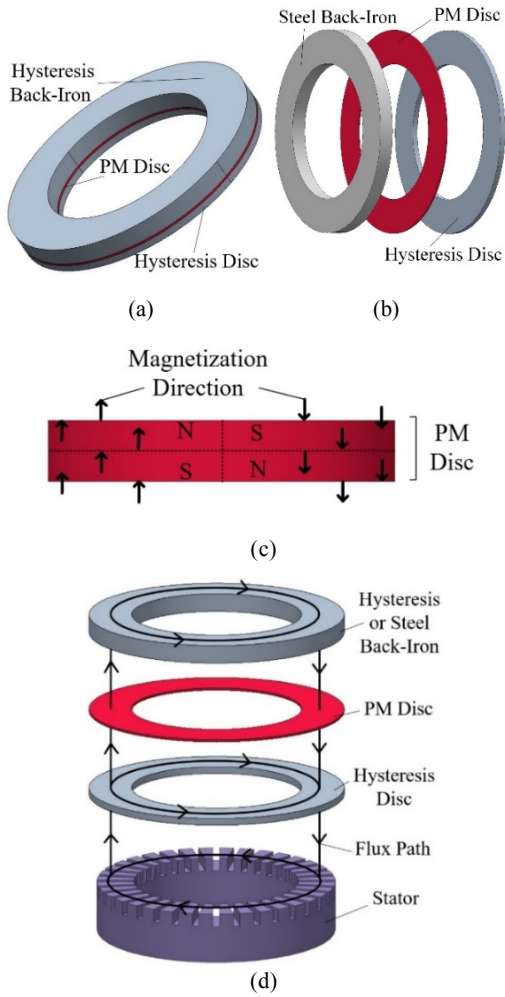 Hysteresis
Back-Iron
PM Disc
Hysteresis Disc
(a)
Steel Back-Iron
PM Disc
Hysteresis Disc
(b)
Magnetization
Direction
N
S
S
N
PM
Disc
(c)
Hysteresis
or Steel
Back-Iron
PM Disc
Hysteresis
Disc
Flux Path
Stator
(d)